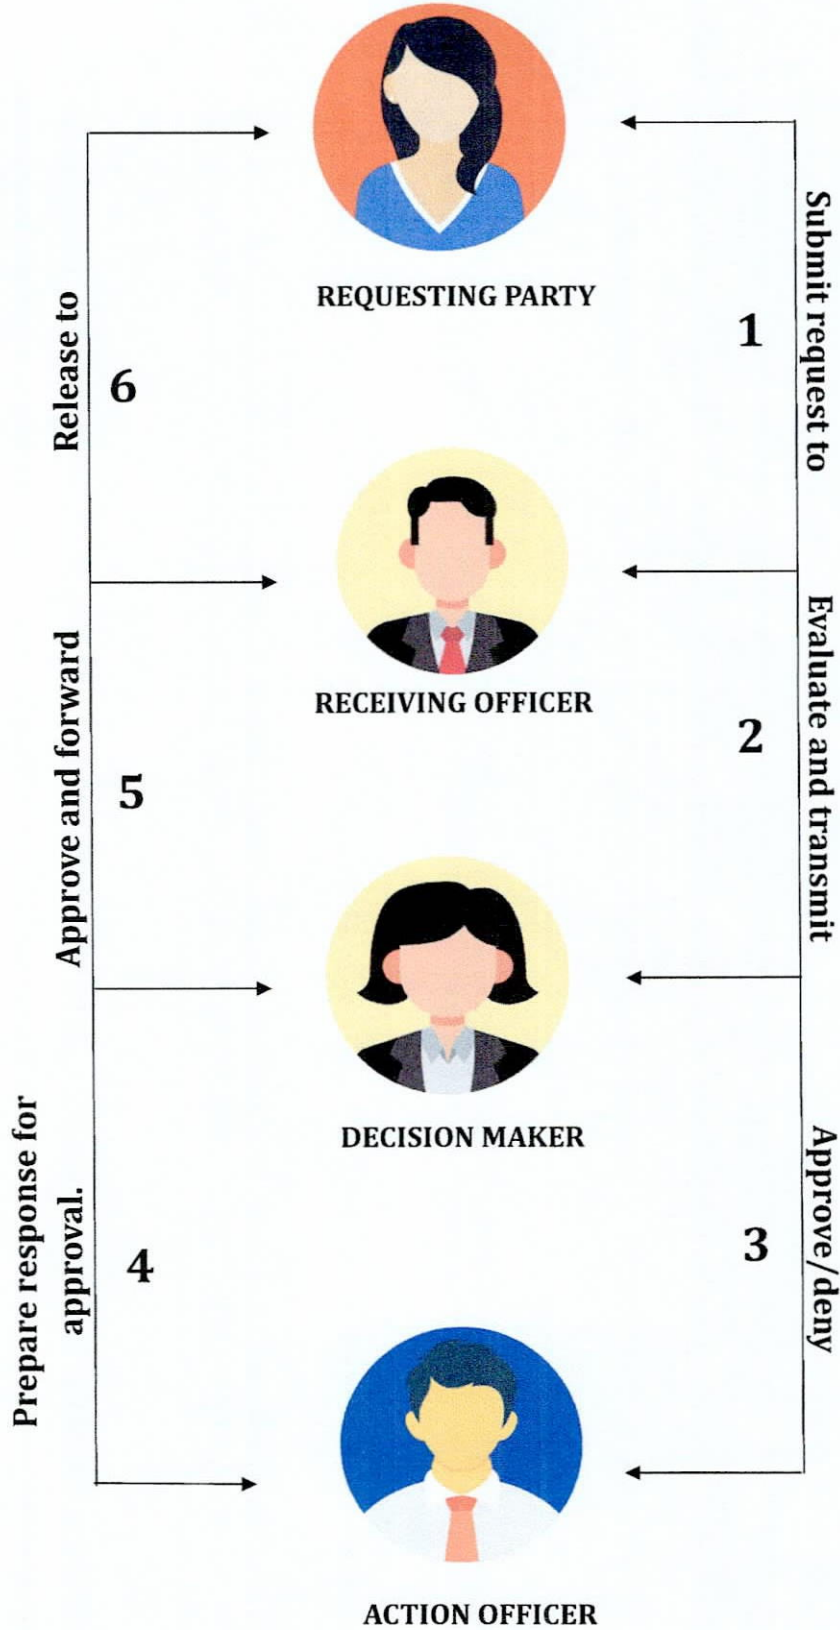 REQUESTING PARTY
Submit request to
1
Release to
6
RECEIVING OFFICER
Evaluate and transmit
2
Approve and forward
5
DECISION MAKER
Approve/deny
3
Prepare response for
approval.
4
ACTION OFFICER